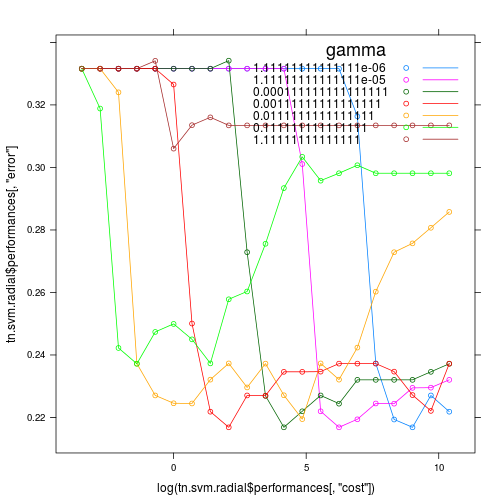 gamma
1.11111111111111e-06
1.11111111111111e-05
0.000111111111111111
0.00111111111111111
0.0111111111111111
0.111111111111111
1.11111111111111
0.32
0.30
0.28
0.26
0.24
0.22
tn.svm.radial$performances[, "error"]
0 5 10
log(tn.svm.radial$performances[, "cost"])